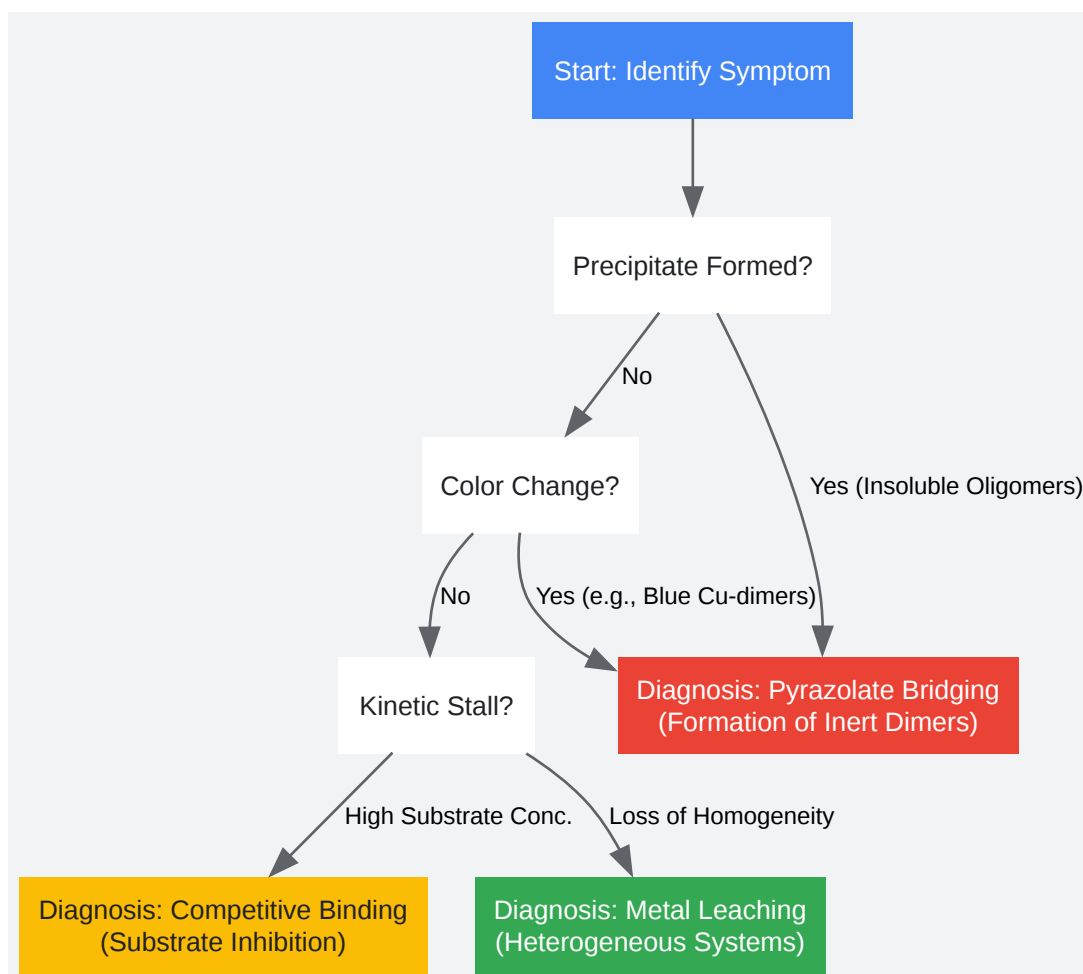 Start: Identify Symptom
Precipitate Formed?
No
Color Change?
Yes (Insoluble Oligomers)
No
Yes (e.g., Blue Cu-dimers)
Kinetic Stall?
Diagnosis: Pyrazolate Bridging
(Formation of Inert Dimers)
High Substrate Conc.
Loss of Homogeneity
Diagnosis: Competitive Binding
(Substrate Inhibition)
Diagnosis: Metal Leaching
(Heterogeneous Systems)